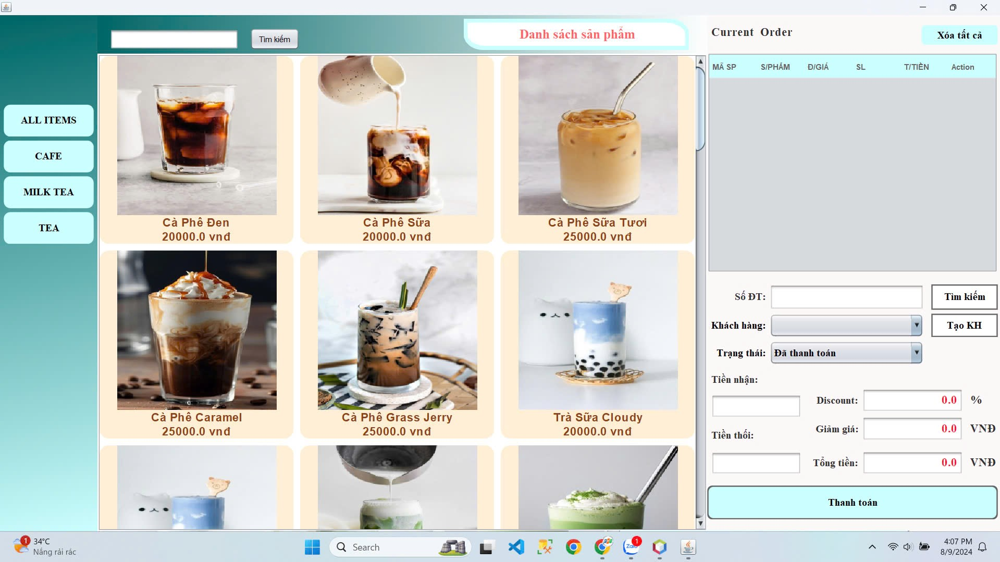 Tìm kiếm
Danh sách sản phẩm
Current Order
Xóa tất cả
ALL ITEMS
CAFE
MILK TEA
TEA
Cà Phê Đen
20000.0 vnđ
Cà Phê Sữa
20000.0 vnđ
Cà Phê Sữa Tươi
25000.0 vnđ
Cà Phê Caramel
25000.0 vnđ
Cà Phê Grass Jerry
25000.0 vnđ
Trà Sữa Cloudy
20000.0 vnđ
MÃ SP S/PHẨM Đ/GIÁ SL T/TIỀN Action
Số ĐT:
Tìm kiếm
Khách hàng:
Tạo KH
Trạng thái:
Đã thanh toán
Tiền nhận:
Discount: 0.0 %
Giảm giá: 0.0 VNĐ
Tiền thối:
Tổng tiền: 0.0 VNĐ
Thanh toán
1
34°C
Nắng rải rác
Search
Zalo
1
4:07 PM
8/9/2024